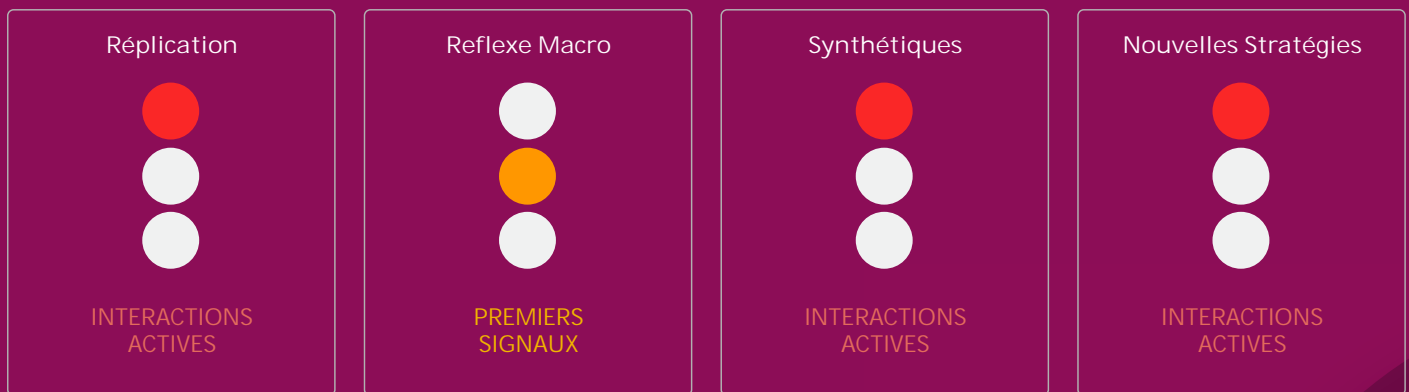 Réplication
INTERACTIONS
ACTIVES
Reflexe Macro
PREMIERS
SIGNAUX
Synthétiques
INTERACTIONS
ACTIVES
Nouvelles Stratégies
INTERACTIONS
ACTIVES